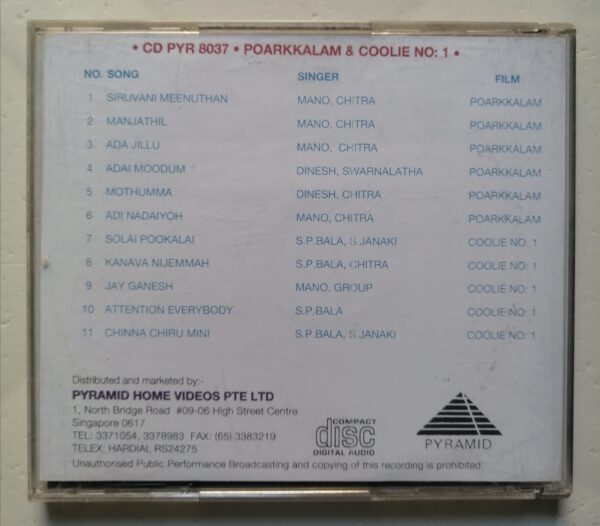 • CD PYR 8037 • POARKKALAM & COOLIE NO: 1 •
NO. SONG SINGER FILM
1 SIRUVANI MEENUTHAN MANO, CHITRA POARKKALAM
2 MANJATHIL MANO, CHITRA POARKKALAM
3 ADA JILLU MANO, CHITRA POARKKALAM
4 ADAI MOODUM DINESH, SWARNALATHA POARKKALAM
5 MOTHUMMA DINESH, CHITRA POARKKALAM
6 ADI NADAIYOH MANO, CHITRA POARKKALAM
7 SOLAI POOKALAI S.P.BALA, S.JANAKI COOLIE NO: 1
8 KANAVA NIJEMMAH S.P.BALA, CHITRA COOLIE NO: 1
9 JAY GANESH MANO, GROUP COOLIE NO: 1
10 ATTENTION EVERYBODY S.P.BALA COOLIE NO: 1
11 CHINNA CHIRU MINI S.P.BALA, S.JANAKI COOLIE NO: 1
Distributed and marketed by:-
PYRAMID HOME VIDEOS PTE LTD
1, North Bridge Road #09-06 High Street Centre
Singapore 0617
TEL: 3371054, 3378983 FAX: (65) 3383219
TELEX: HARDIAL RS24275
COMPACT
disc
DIGITAL AUDIO
PYRAMID
Unauthorised Public Performance Broadcasting and copying of this recording is prohibited.